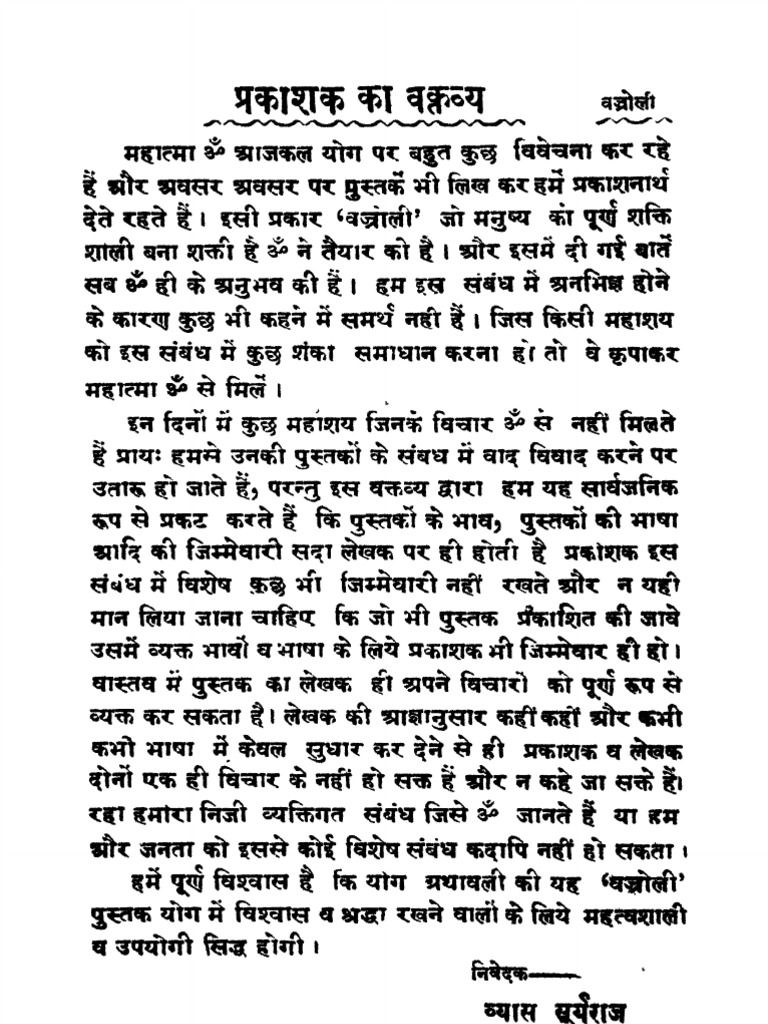 प्रकाशक का वक्तव्य
वज्रोली
महात्मा ॐ आजकल योग पर बहुत कुछ विवेचना कर रहे
हैं और अवसर अवसर पर पुस्तकें भी लिख कर हमें प्रकाशनार्थ
देते रहते हैं। इसी प्रकार ‘वज्रोली’ जो मनुष्य को पूर्ण शक्ति
शाली बना शक्ती है ॐ ने तैयार को है। और इसमें दी गई बातें
सब ॐ ही के अनुभव की हैं। हम इस संबंध में अनभिज्ञ होने
के कारण कुछ भी कहने में समर्थ नही हैं। जिस किसी महाशय
को इस संबंध में कुछ शंका समाधान करना हो तो वे कृपाकर
महात्मा ॐ से मिलें।
इन दिनों में कुछ महाशय जिनके विचार ॐ से नहीं मिलते
हैं प्रायः हमसे उनकी पुस्तकों के संबध में वाद विवाद करने पर
उतारू हो जाते हैं, परन्तु इस वक्तव्य द्वारा हम यह सार्वजनिक
रूप से प्रकट करते हैं कि पुस्तकों के भाव, पुस्तकों की भाषा
आदि की जिम्मेवारी सदा लेखक पर ही होती है प्रकाशक इस
संबंध में विशेष कुछ भी जिम्मेवारी नहीं रखते और न यही
मान लिया जाना चाहिए कि जो भी पुस्तक प्रकाशित की जावे
उसमें व्यक्त भावों व भाषा के लिये प्रकाशक भी जिम्मेवार ही हो।
वास्तव में पुस्तक का लेखक ही अपने विचारों को पूर्ण रूप से
व्यक्त कर सकता है। लेखक की आज्ञानुसार कहीं कहीं और कभी
कभी भाषा में केवल सुधार कर देने से ही प्रकाशक व लेखक
दोनों एक ही विचार के नहीं हो सक्त हैं और न कहे जा सक्ते हैं।
रहा हमारा निजी व्यक्तिगत संबंध जिसे ॐ जानते हैं या हम
और जनता को इससे कोई विशेष संबंध कदापि नहीं हो सकता।
हमें पूर्ण विश्वास है कि योग ग्रथावली की यह ‘वज्रोली’
पुस्तक योग में विश्वास व श्रद्धा रखने वालों के लिये महत्वशाली
व उपयोगी सिद्ध होगी।
निवेदक——
व्यास सूर्यराज